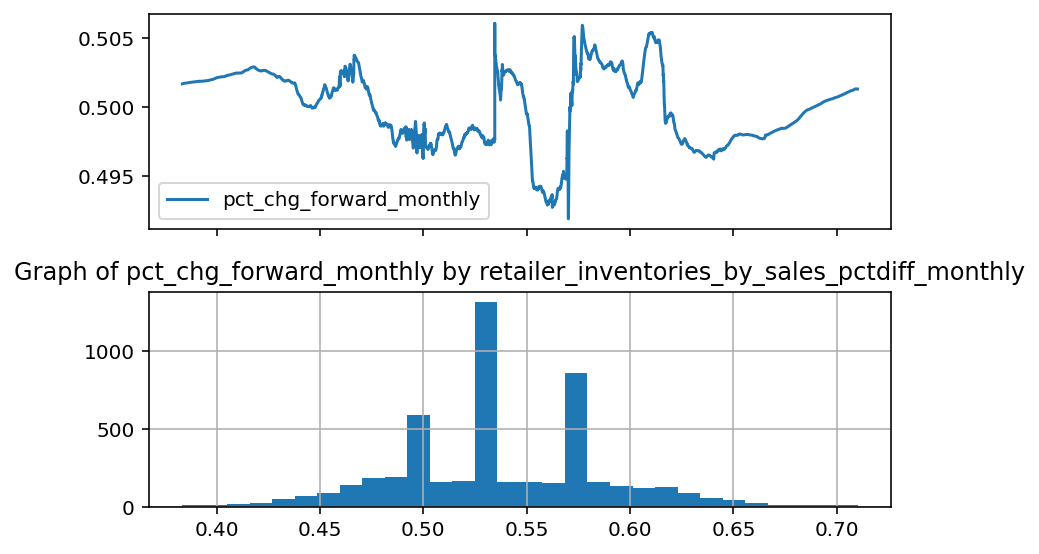 0.505
0.500
0.495
pct_chg_forward_monthly
Graph of pct_chg_forward_monthly by retailer_inventories_by_sales_pctdiff_monthly
1000
500
0
0.40 0.45 0.50 0.55 0.60 0.65 0.70